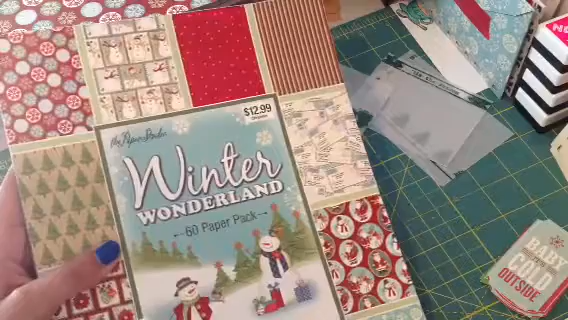 $12.99
The Paper Studio
Winter
WONDERLAND
60 Paper Pack
BABY
COLD
OUTSIDE